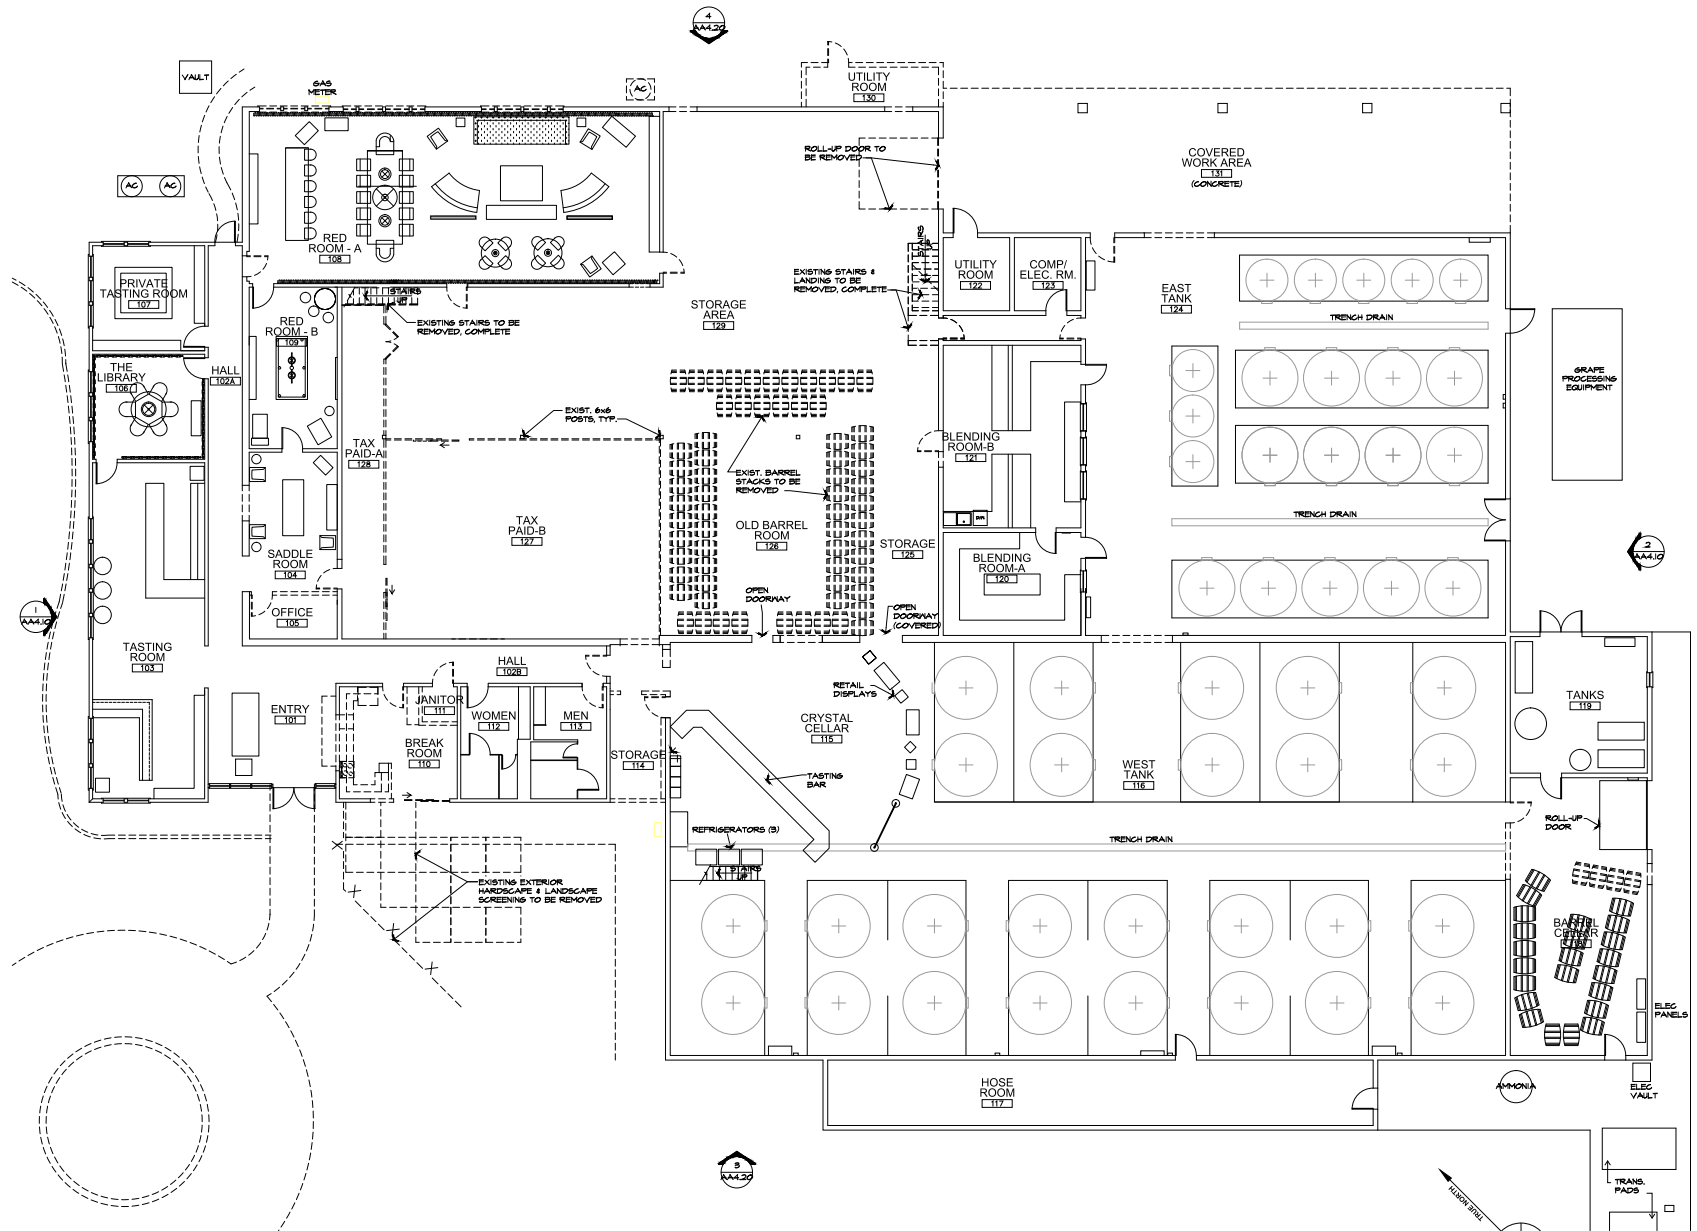 4
AA4.20
VAULT
GAS
METER
AC
UTILITY
ROOM
130
ROLL-UP DOOR TO
BE REMOVED
COVERED
WORK AREA
131
(CONCRETE)
AC
AC
RED
ROOM - A
108
STAIRS
UP
EXISTING STAIRS &
LANDING TO BE
REMOVED, COMPLETE
UTILITY
ROOM
122
COMP/
ELEC. RM.
123
PRIVATE
TASTING ROOM
107
STAIRS
UP
EXISTING STAIRS TO BE
REMOVED, COMPLETE
STORAGE
AREA
129
EAST
TANK
124
TRENCH DRAIN
RED
ROOM - B
109
THE
LIBRARY
106
HALL
102A
GRAPE
PROCESSING
EQUIPMENT
EXIST. 6x6
POSTS, TYP.
TAX
PAID-A
128
BLENDING
ROOM-B
121
EXIST. BARREL
STACKS TO BE
REMOVED
TAX
PAID-B
127
OLD BARREL
ROOM
126
STORAGE
125
DW
TRENCH DRAIN
2
AA4.10
SADDLE
ROOM
104
BLENDING
ROOM-A
120
OPEN
DOORWAY
OPEN
DOORWAY
(COVERED)
1
AA4.10
OFFICE
105
TASTING
ROOM
103
HALL
102B
RETAIL
DISPLAYS
ENTRY
101
JANITOR
111
WOMEN
112
MEN
113
CRYSTAL
CELLAR
115
TANKS
119
BREAK
ROOM
110
STORAGE
114
TASTING
BAR
WEST
TANK
116
REFRIGERATORS (3)
TRENCH DRAIN
ROLL-UP
DOOR
STAIRS
UP
EXISTING EXTERIOR
HARDSCAPE & LANDSCAPE
SCREENING TO BE REMOVED
BARREL
CELLAR
118
ELEC
PANELS
HOSE
ROOM
117
AMMONIA
ELEC
VAULT
3
AA4.20
TRUE NORTH
TRANS.
PADS